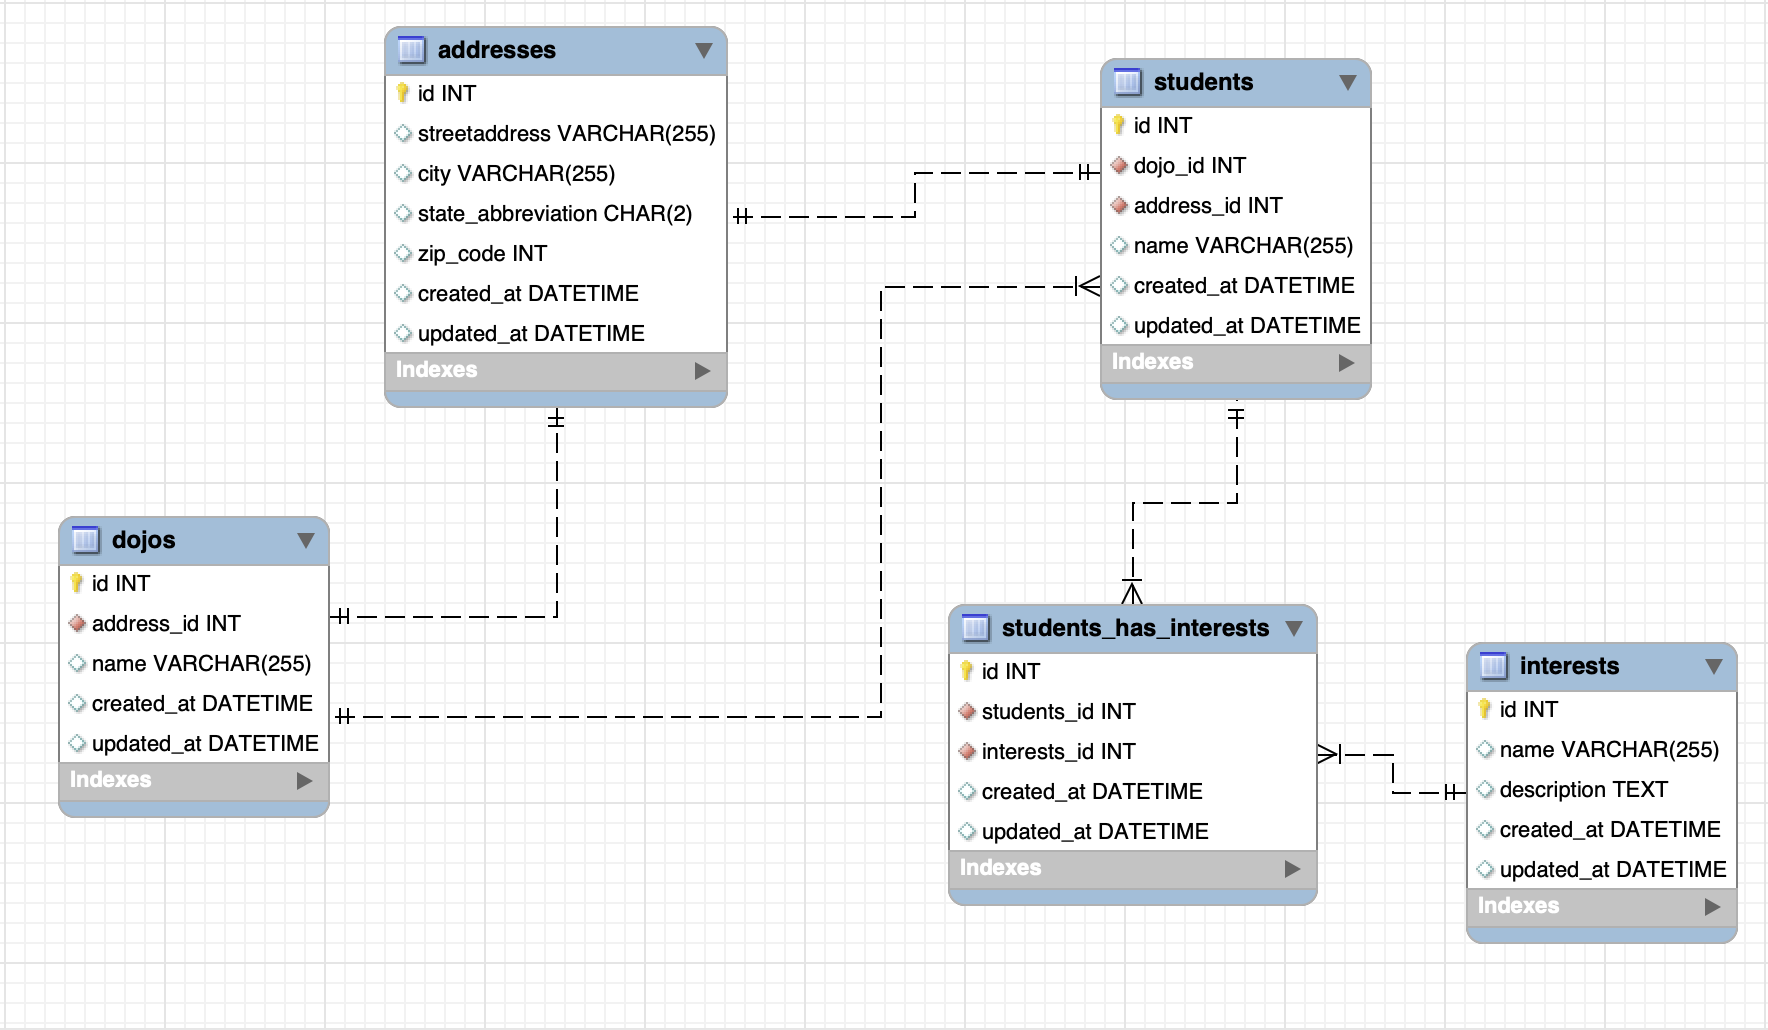 addresses
id INT
streetaddress VARCHAR(255)
city VARCHAR(255)
state_abbreviation CHAR(2)
zip_code INT
created_at DATETIME
updated_at DATETIME
Indexes
students
id INT
dojo_id INT
address_id INT
name VARCHAR(255)
created_at DATETIME
updated_at DATETIME
Indexes
dojos
id INT
address_id INT
name VARCHAR(255)
created_at DATETIME
updated_at DATETIME
Indexes
students_has_interests
id INT
students_id INT
interests_id INT
created_at DATETIME
updated_at DATETIME
Indexes
interests
id INT
name VARCHAR(255)
description TEXT
created_at DATETIME
updated_at DATETIME
Indexes